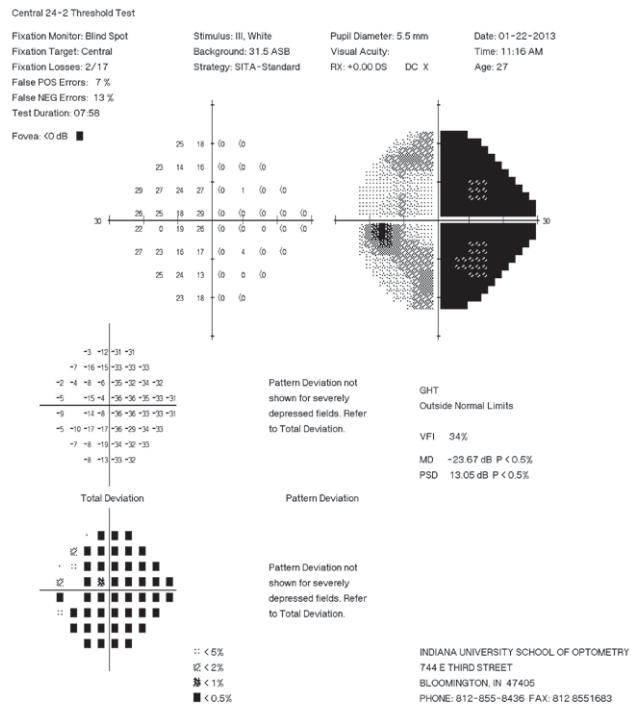 Central 24-2 Threshold Test
Fixation Monitor: Blind Spot Stimulus: III, White Pupil Diameter: 5.5 mm Date: 01-22-2013
Fixation Target: Central Background: 31.5 ASB Visual Acuity: Time: 11:16 AM
Fixation Losses: 2/17 Strategy: SITA-Standard RX: +0.00 DS DC X Age: 27
False POS Errors: 7 %
False NEG Errors: 13 %
Test Duration: 07:58
Fovea: <0 dB
25 18 <0 <0
23 14 16 <0 <0 <0
29 27 24 27 <0 1 <0 <0
26 25 18 29 <0 <0 <0 <0 <0
30 30
22 0 19 26 <0 <0 0 <0 <0
27 23 16 17 <0 4 <0 <0
25 24 13 <0 0 <0
23 18 <0 <0
-3 -12 -31 -31
-7 -16 -15 -33 -33 -33
-2 -4 -8 -6 -35 -32 -34 -32
-5 -15 -4 -36 -36 -35 -33 -31
-9 -14 -8 -36 -36 -33 -33 -31
-5 -10 -17 -17 -36 -29 -34 -33
-7 -8 -19 -34 -32 -33
-8 -13 -33 -32
Total Deviation
Pattern Deviation not
shown for severely
depressed fields. Refer
to Total Deviation.
Pattern Deviation
GHT
Outside Normal Limits
VFI 34%
MD -23.67 dB P < 0.5%
PSD 13.05 dB P < 0.5%
Pattern Deviation not
shown for severely
depressed fields. Refer
to Total Deviation.
< 5%
< 2%
< 1%
< 0.5%
INDIANA UNIVERSITY SCHOOL OF OPTOMETRY
744 E THIRD STREET
BLOOMINGTON, IN 47405
PHONE: 812-855-8436 FAX: 812 8551683